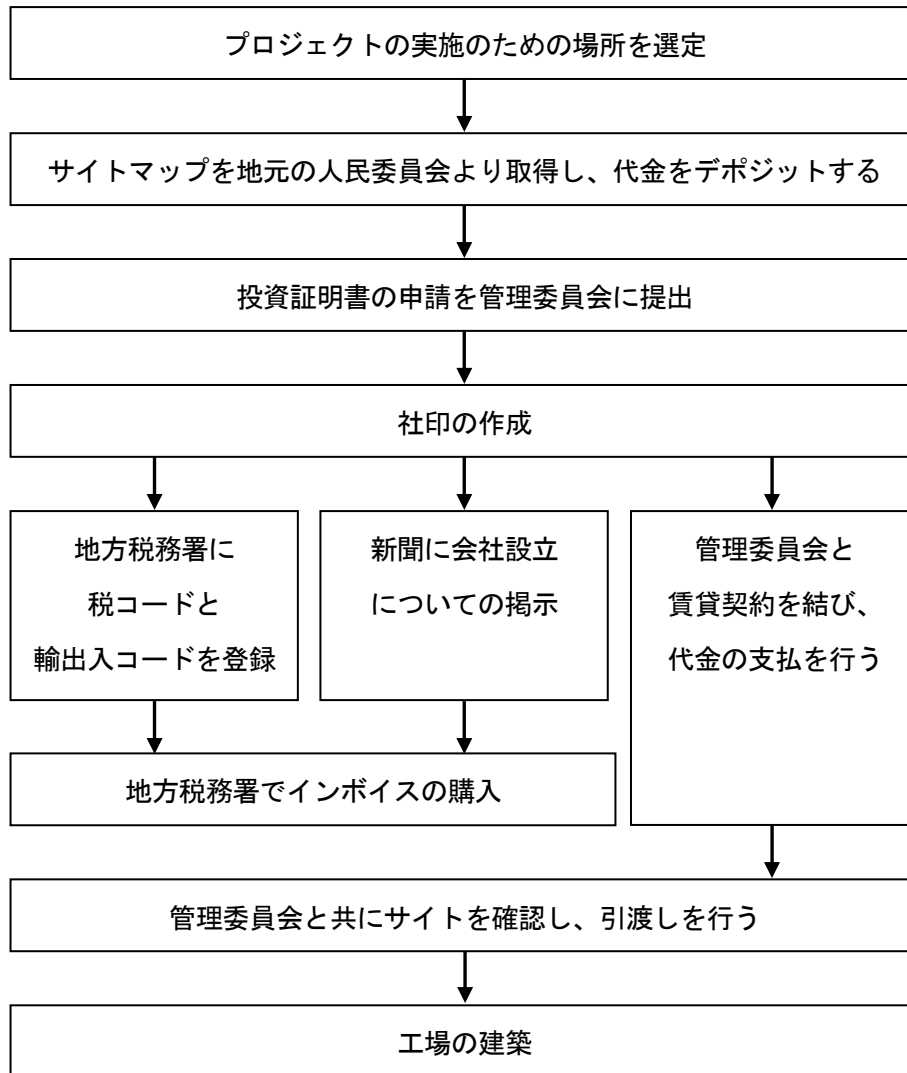 プロジェクトの実施のための場所を選定
サイトマップを地元の人民委員会より取得し、代金をデポジットする
投資証明書の申請を管理委員会に提出
社印の作成
地方税務署に
税コードと
輸出入コードを登録
新聞に会社設立
についての掲示
管理委員会と
賃貸契約を結び、
代金の支払を行う
地方税務署でインボイスの購入
管理委員会と共にサイトを確認し、引渡しを行う
工場の建築